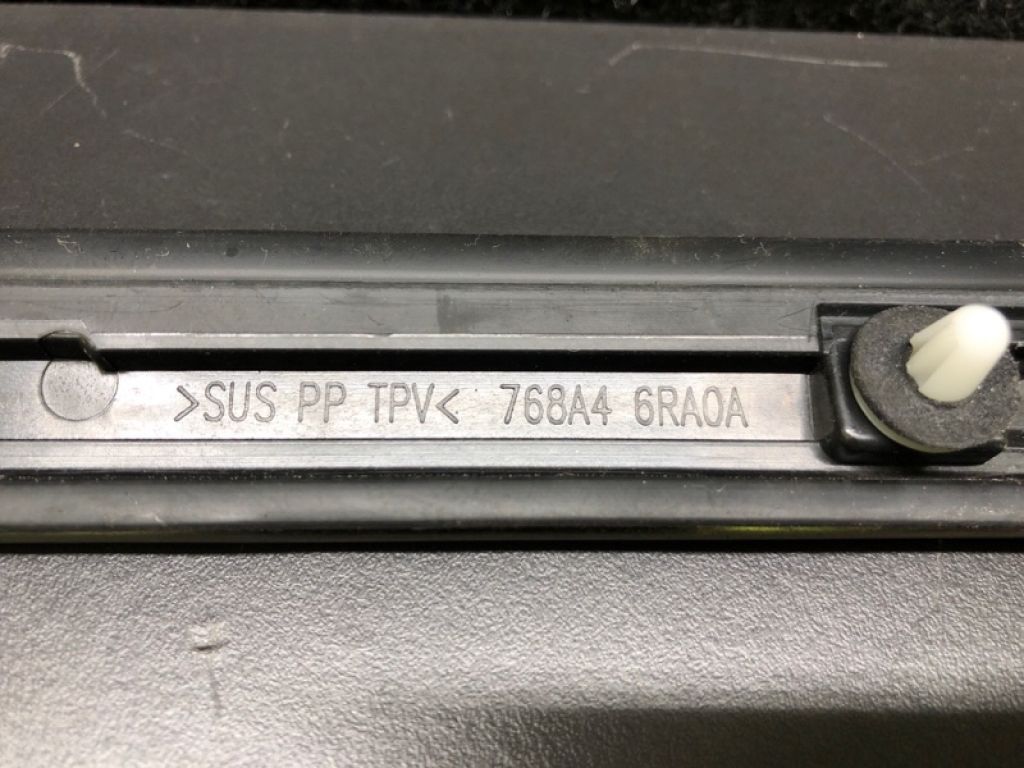 >SUS PP TPV< 768A4 6RA0A